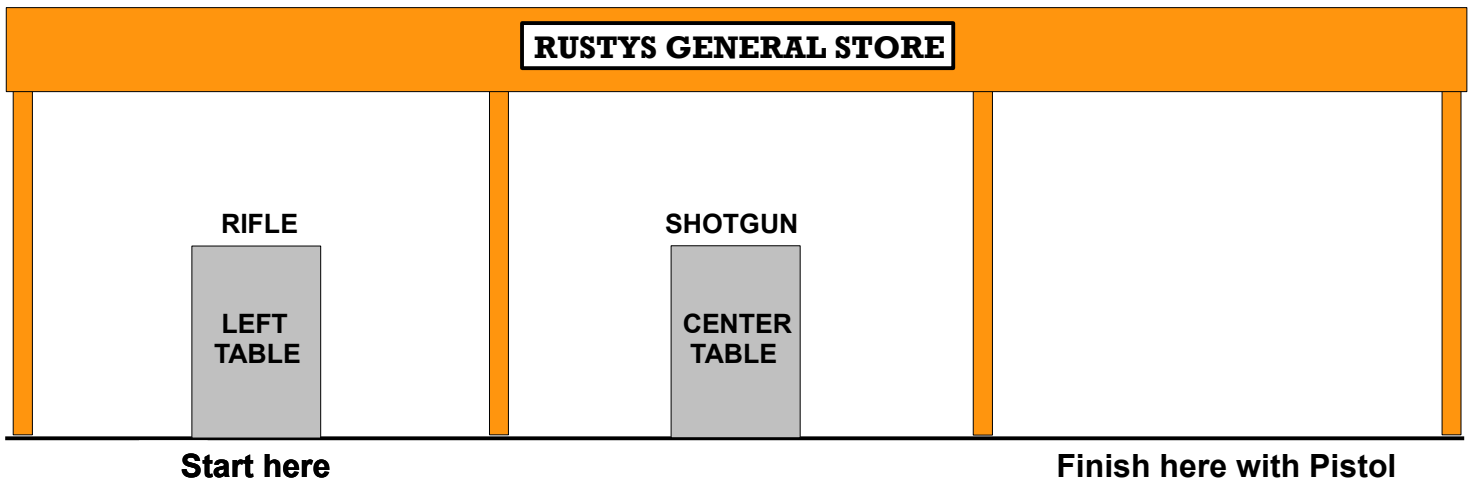 RUSTYS GENERAL STORE
RIFLE
SHOTGUN
LEFT
TABLE
CENTER
TABLE
Start here
Finish here with Pistol